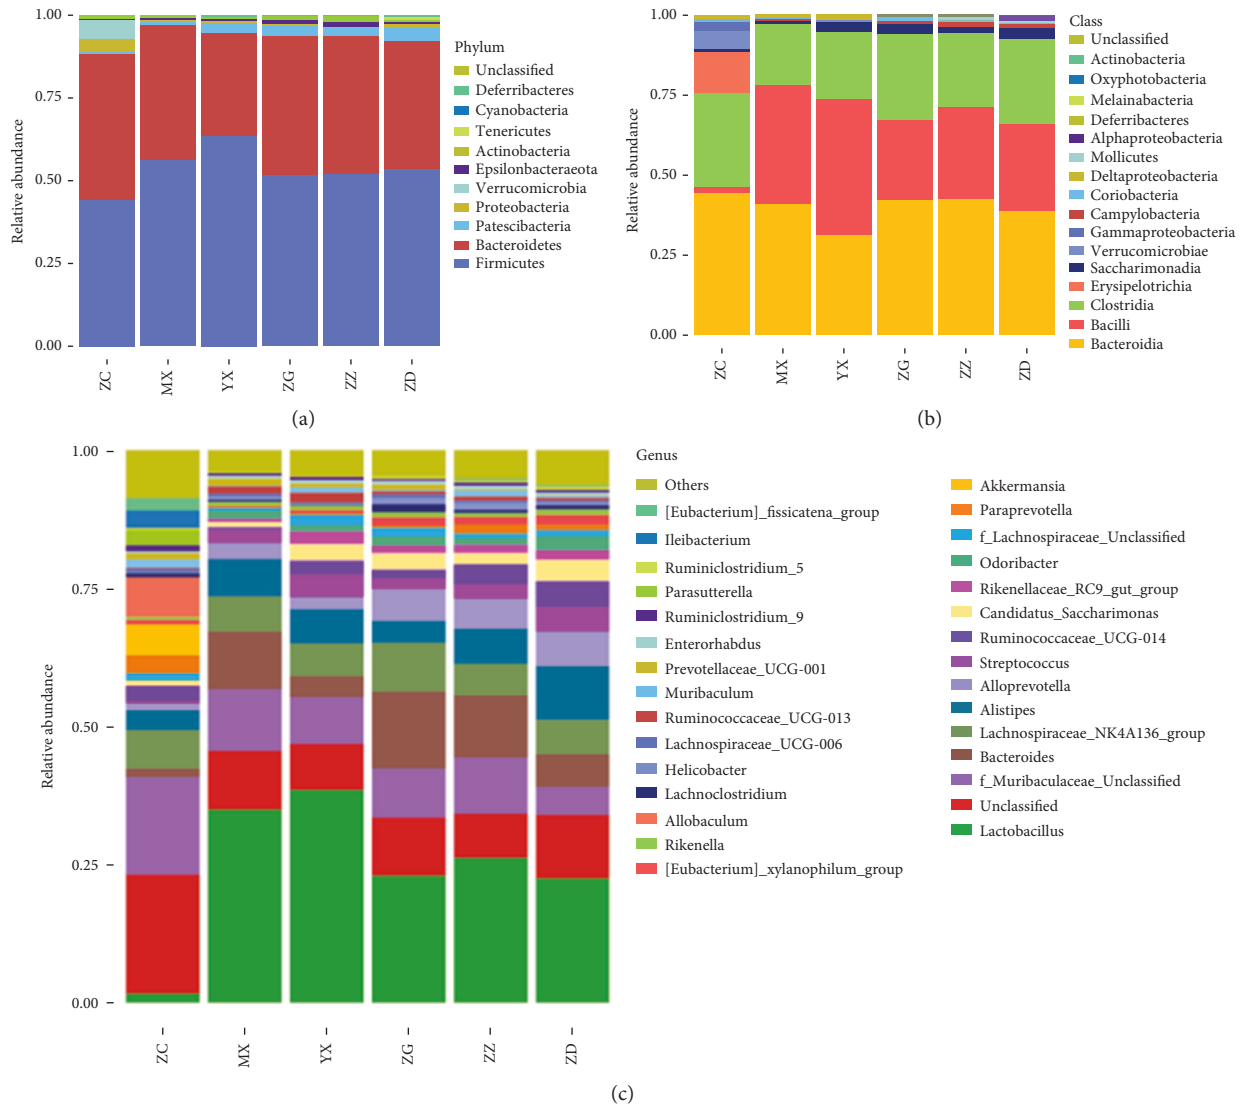 1.00
0.75
0.50
0.25
0.00
Relative abundance
ZC
MX
YX
ZG
ZZ
ZD
Phylum
Unclassified
Deferribacteres
Cyanobacteria
Tenericutes
Actinobacteria
Epsilonbacteraeota
Verrucomicrobia
Proteobacteria
Patescibacteria
Bacteroidetes
Firmicutes
(a)
1.00
0.75
0.50
0.25
0.00
Relative abundance
ZC
MX
YX
ZG
ZZ
ZD
Class
Unclassified
Actinobacteria
Oxyphotobacteria
Melainabacteria
Deferribacteres
Alphaproteobacteria
Mollicutes
Deltaproteobacteria
Coriobacteria
Campylobacteria
Gammaproteobacteria
Verrucomicrobiae
Saccharimonadia
Erysipelotrichia
Clostridia
Bacilli
Bacteroidia
(b)
1.00
0.75
0.50
0.25
0.00
Relative abundance
ZC
MX
YX
ZG
ZZ
ZD
Genus
Others
[Eubacterium]_fissicatena_group
Ileibacterium
Ruminiclostridium_5
Parasutterella
Ruminiclostridium_9
Enterorhabdus
Prevotellaceae_UCG-001
Muribaculum
Ruminococcaceae_UCG-013
Lachnospiraceae_UCG-006
Helicobacter
Lachnoclostridium
Allobaculum
Rikenella
[Eubacterium]_xylanophilum_group
Akkermansia
Paraprevotella
f_Lachnospiraceae_Unclassified
Odoribacter
Rikenellaceae_RC9_gut_group
Candidatus_Saccharimonas
Ruminococcaceae_UCG-014
Streptococcus
Alloprevotella
Alistipes
Lachnospiraceae_NK4A136_group
Bacteroides
f_Muribaculaceae_Unclassified
Unclassified
Lactobacillus
(c)